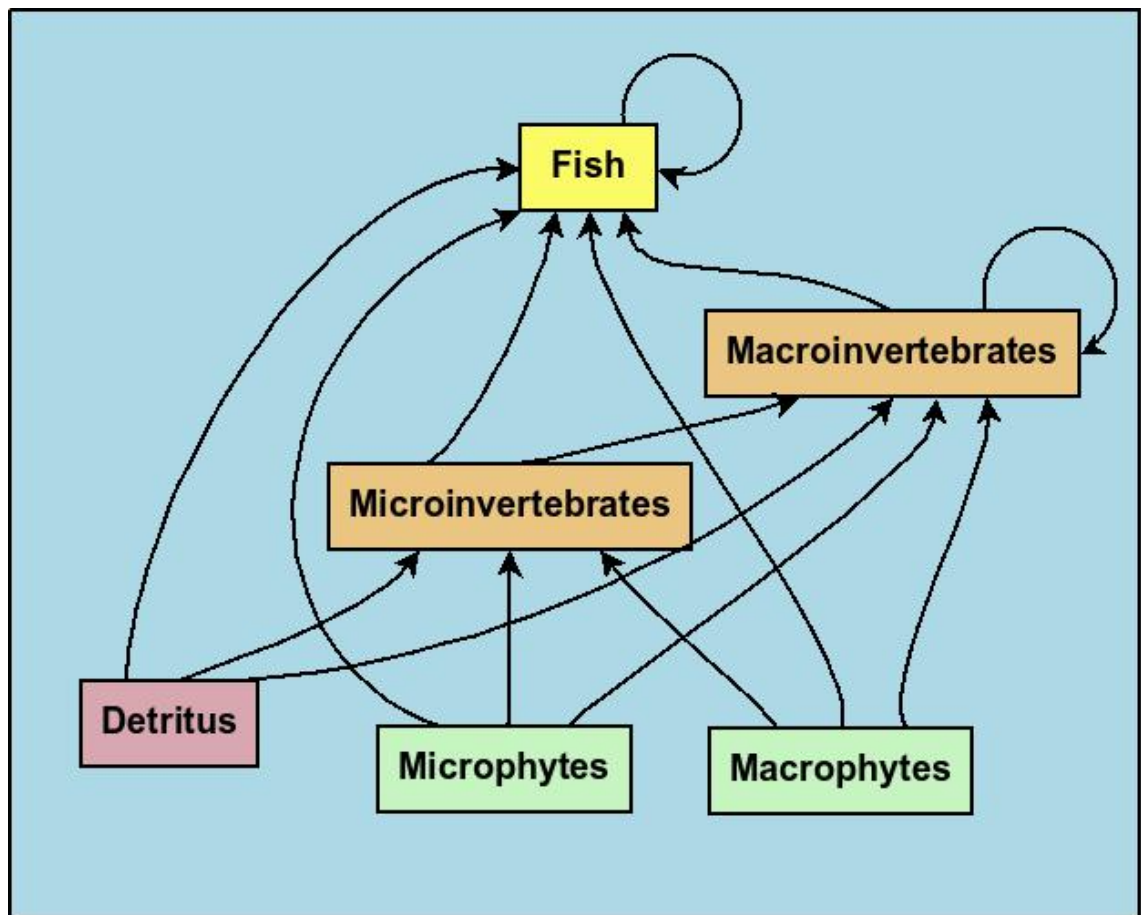 Fish
Macroinvertebrates
Microinvertebrates
Detritus
Microphytes
Macrophytes